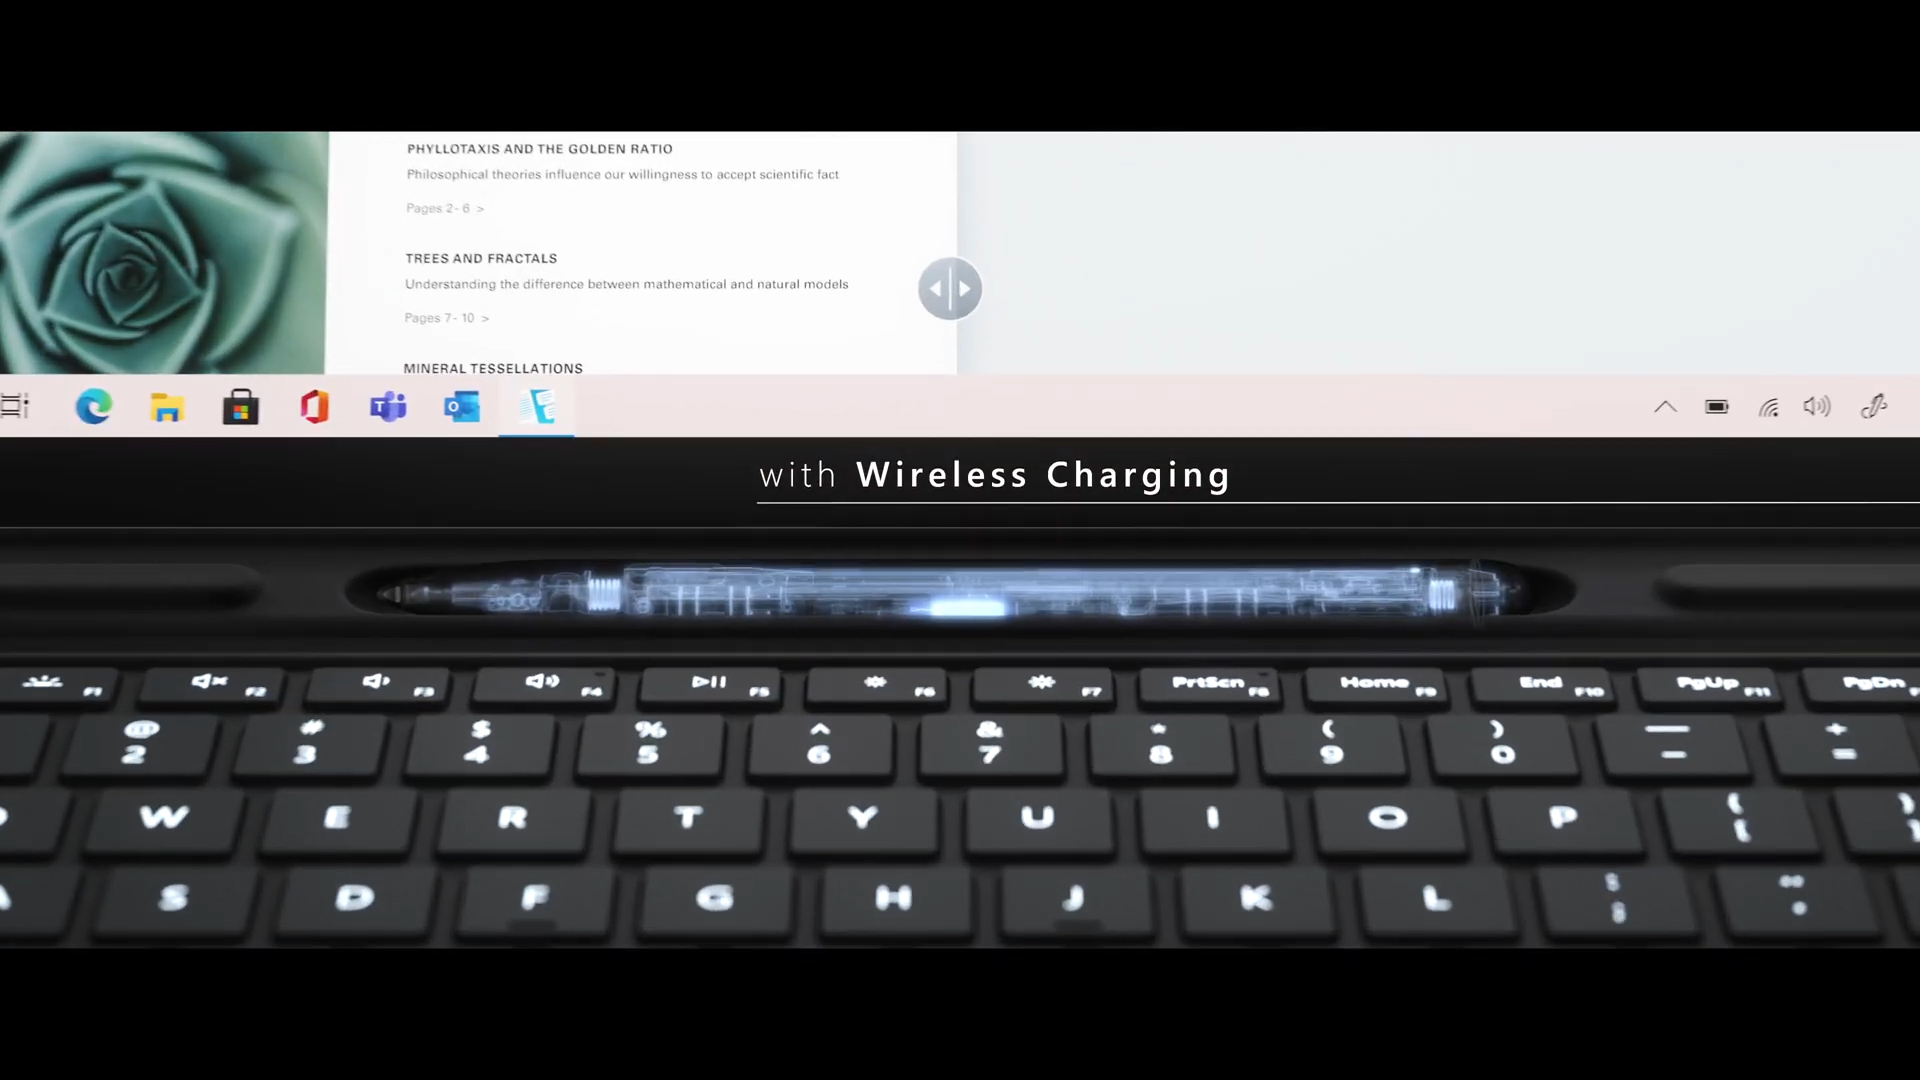 PHYLLOTAXIS AND THE GOLDEN RATIO
Philosophical theories influence our willingness to accept scientific fact
Pages 2 - 6 >
TREES AND FRACTALS
Understanding the difference between mathematical and natural models
Pages 7 - 10 >
MINERAL TESSELLATIONS
with Wireless Charging
F1 F2 F3 F4 F5 F6 F7 PrtScn F8 Home F9 End F10 PgUp F11 PgDn
@ # $ % ^ & * ( ) — +
2 3 4 5 6 7 8 9 0 - =
W E R T Y U I O P { [
A S D F G H J K L : ;